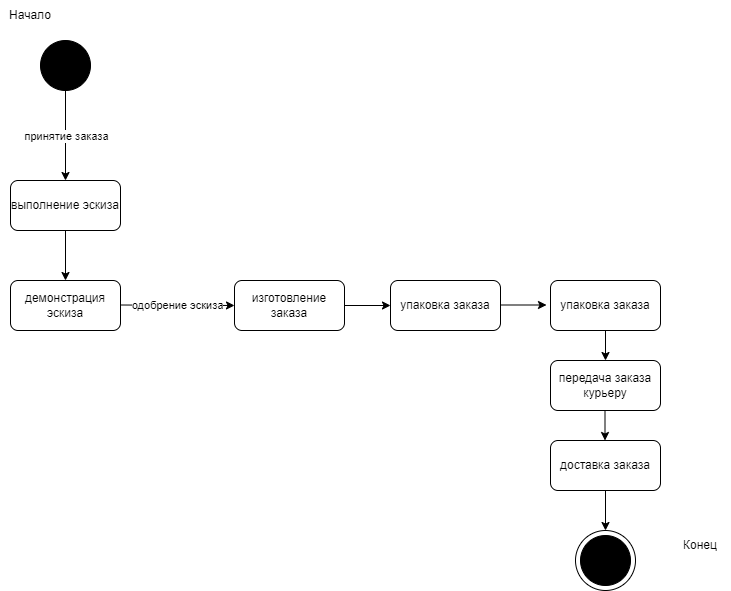 Начало
принятие заказа
выполнение эскиза
демонстрация
эскиза
одобрение эскиза
изготовление
заказа
упаковка заказа
упаковка заказа
передача заказа
курьеру
доставка заказа
Конец